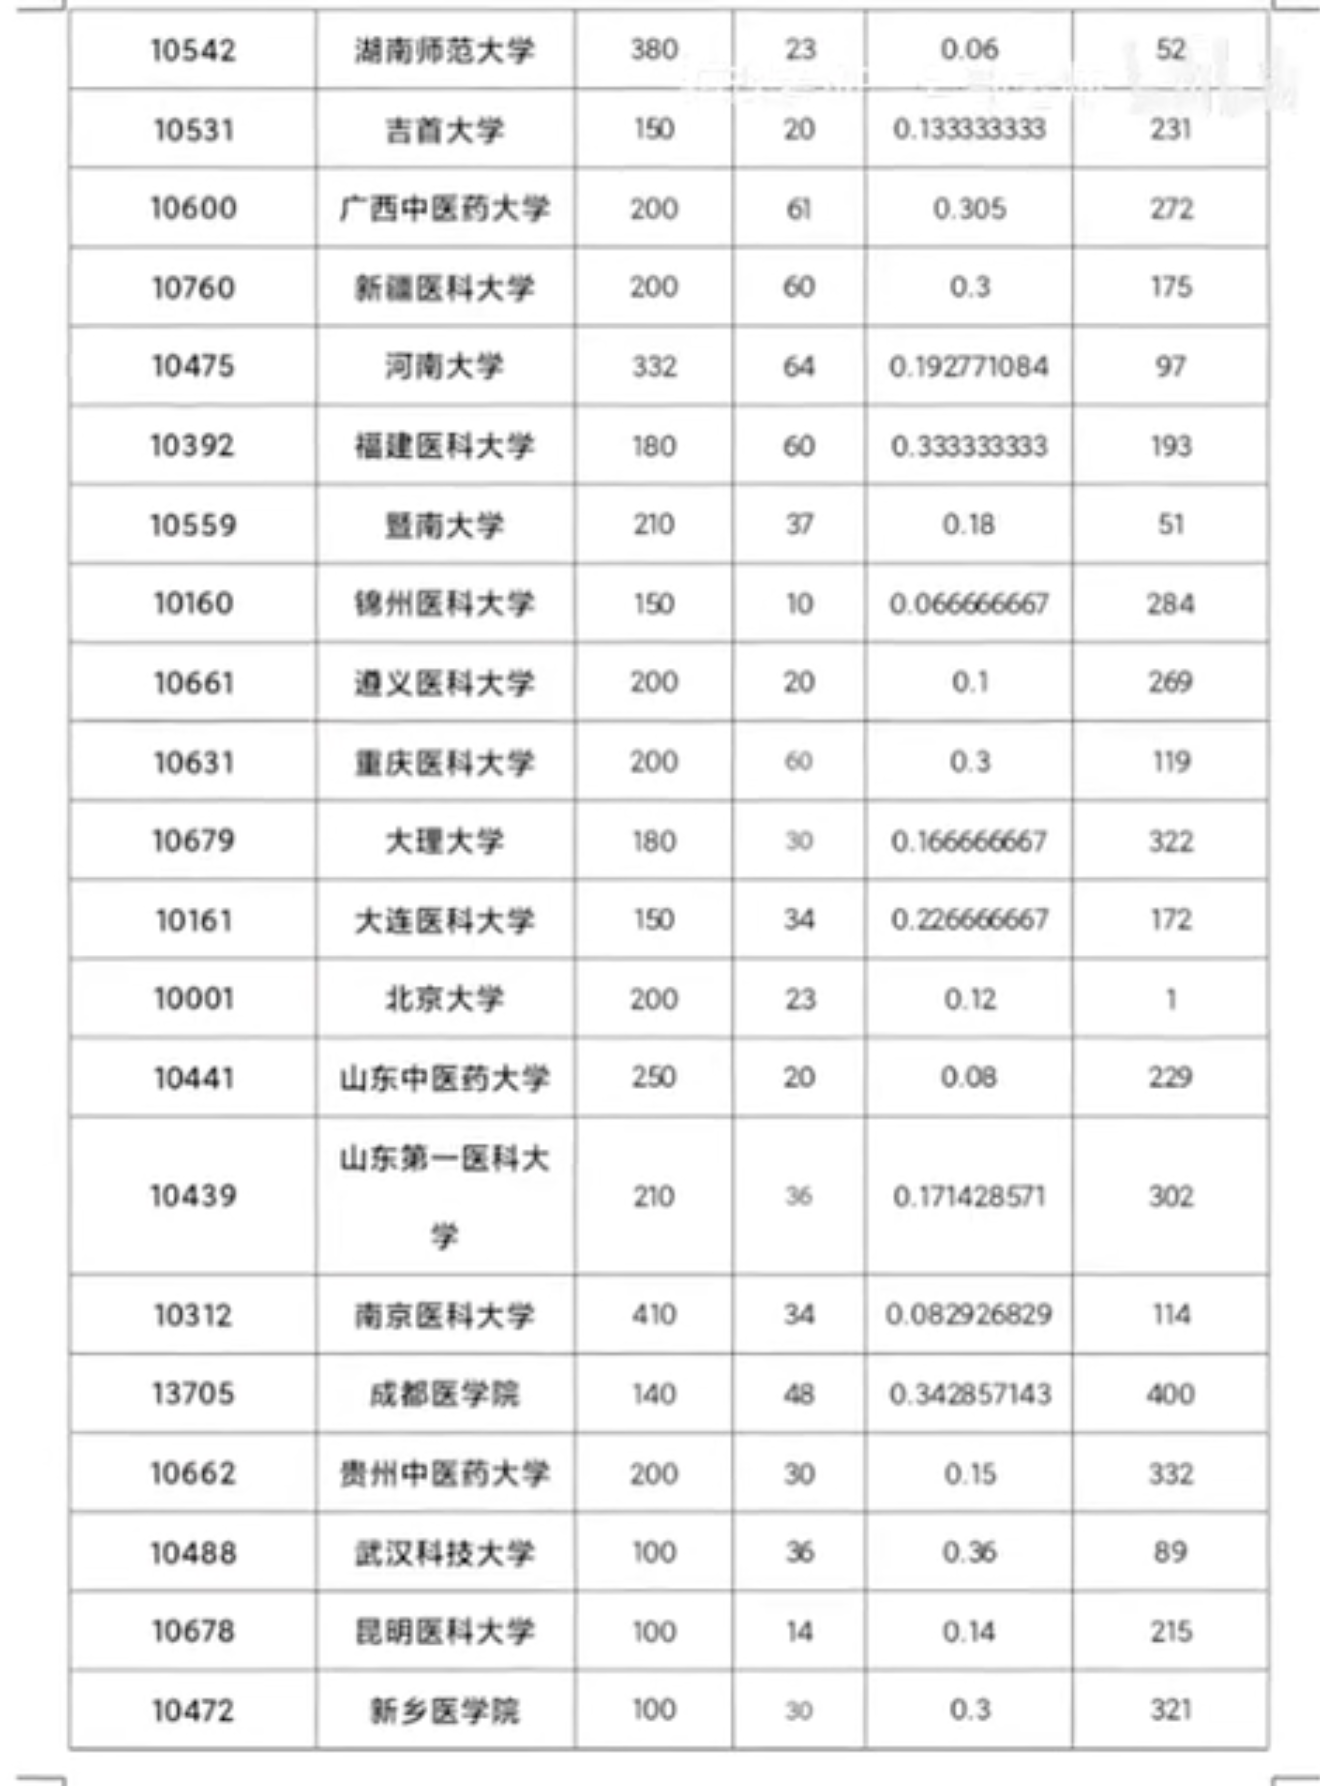 10542 湖南师范大学 380 23 0.06 52
10531 吉首大学 150 20 0.133333333 231
10600 广西中医药大学 200 61 0.305 272
10760 新疆医科大学 200 60 0.3 175
10475 河南大学 332 64 0.192771084 97
10392 福建医科大学 180 60 0.333333333 193
10559 暨南大学 210 37 0.18 51
10160 锦州医科大学 150 10 0.066666667 284
10661 遵义医科大学 200 20 0.1 269
10631 重庆医科大学 200 60 0.3 119
10679 大理大学 180 30 0.166666667 322
10161 大连医科大学 150 34 0.226666667 172
10001 北京大学 200 23 0.12 1
10441 山东中医药大学 250 20 0.08 229
山东第一医科大
10439 210 36 0.171428571 302
学
10312 南京医科大学 410 34 0.082926829 114
13705 成都医学院 140 48 0.342857143 400
10662 贵州中医药大学 200 30 0.15 332
10488 武汉科技大学 100 36 0.36 89
10678 昆明医科大学 100 14 0.14 215
10472 新乡医学院 100 30 0.3 321